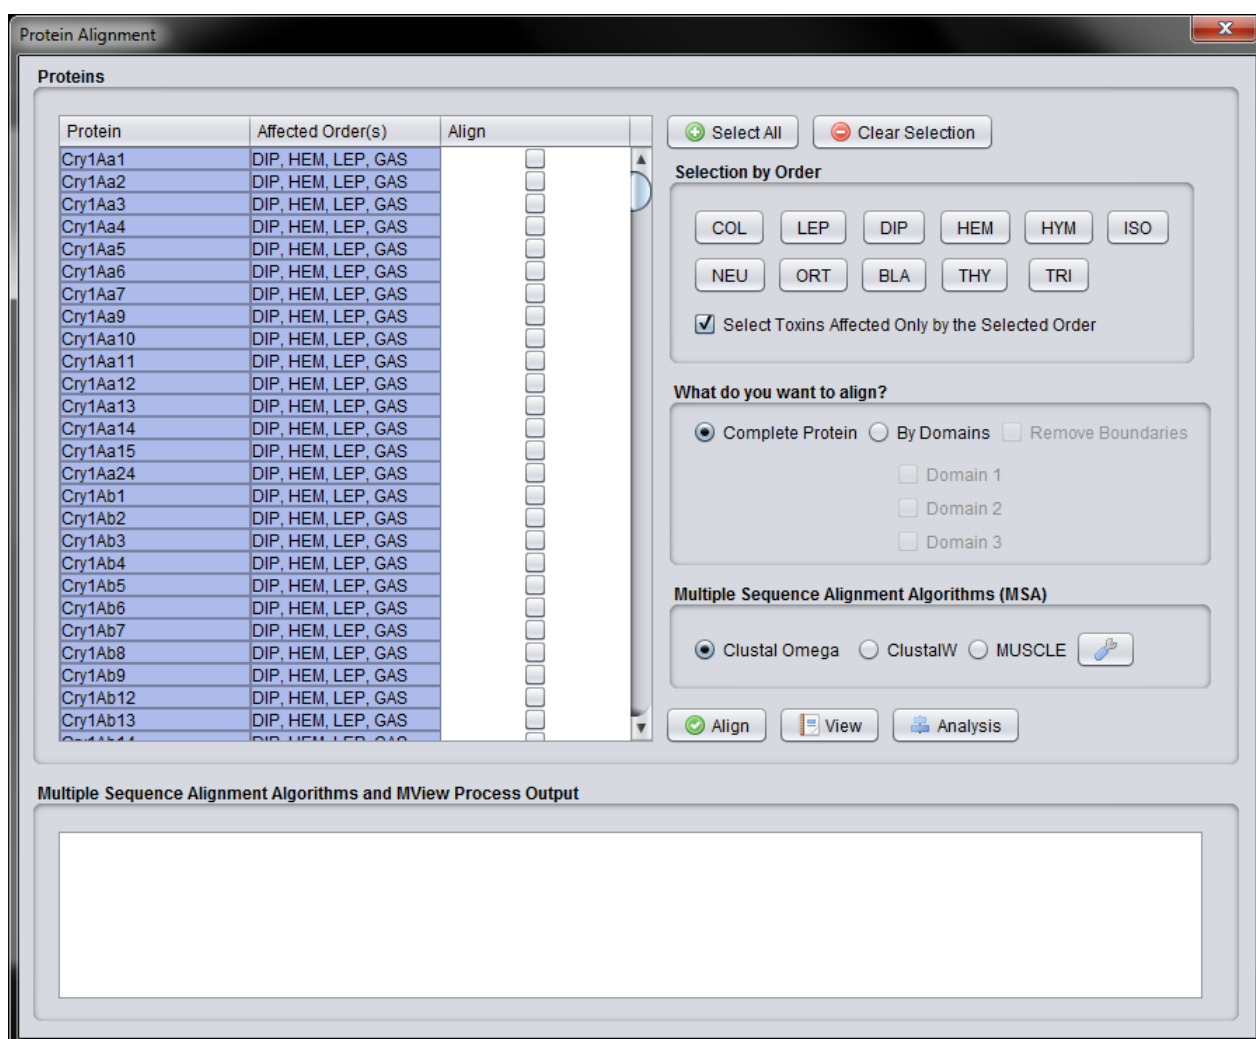 Protein Alignment
Proteins
Protein Affected Order(s) Align
Cry1Aa1 DIP, HEM, LEP, GAS
Cry1Aa2 DIP, HEM, LEP, GAS
Cry1Aa3 DIP, HEM, LEP, GAS
Cry1Aa4 DIP, HEM, LEP, GAS
Cry1Aa5 DIP, HEM, LEP, GAS
Cry1Aa6 DIP, HEM, LEP, GAS
Cry1Aa7 DIP, HEM, LEP, GAS
Cry1Aa9 DIP, HEM, LEP, GAS
Cry1Aa10 DIP, HEM, LEP, GAS
Cry1Aa11 DIP, HEM, LEP, GAS
Cry1Aa12 DIP, HEM, LEP, GAS
Cry1Aa13 DIP, HEM, LEP, GAS
Cry1Aa14 DIP, HEM, LEP, GAS
Cry1Aa15 DIP, HEM, LEP, GAS
Cry1Aa24 DIP, HEM, LEP, GAS
Cry1Ab1 DIP, HEM, LEP, GAS
Cry1Ab2 DIP, HEM, LEP, GAS
Cry1Ab3 DIP, HEM, LEP, GAS
Cry1Ab4 DIP, HEM, LEP, GAS
Cry1Ab5 DIP, HEM, LEP, GAS
Cry1Ab6 DIP, HEM, LEP, GAS
Cry1Ab7 DIP, HEM, LEP, GAS
Cry1Ab8 DIP, HEM, LEP, GAS
Cry1Ab9 DIP, HEM, LEP, GAS
Cry1Ab12 DIP, HEM, LEP, GAS
Cry1Ab13 DIP, HEM, LEP, GAS
Select All Clear Selection
Selection by Order
COL LEP DIP HEM HYM ISO
NEU ORT BLA THY TRI
Select Toxins Affected Only by the Selected Order
What do you want to align?
Complete Protein By Domains Remove Boundaries
Domain 1
Domain 2
Domain 3
Multiple Sequence Alignment Algorithms (MSA)
Clustal Omega ClustalW MUSCLE
Align View Analysis
Multiple Sequence Alignment Algorithms and MView Process Output